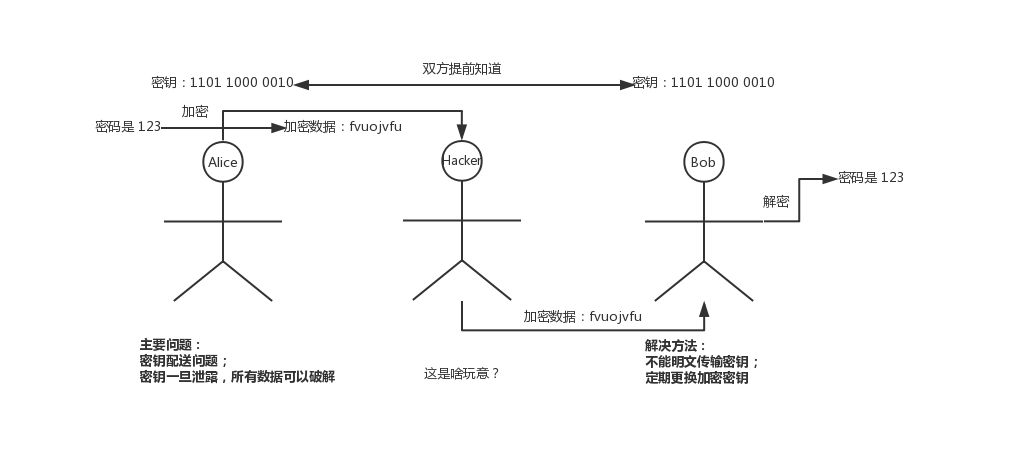 双方提前知道
密钥：1101 1000 0010
密钥：1101 1000 0010
加密
密码是 123
加密数据：fvuojvfu
Alice
Hacker
Bob
密码是 123
解密
加密数据：fvuojvfu
主要问题：
密钥配送问题；
密钥一旦泄露，所有数据可以破解
这是啥玩意？
解决方法：
不能明文传输密钥；
定期更换加密密钥